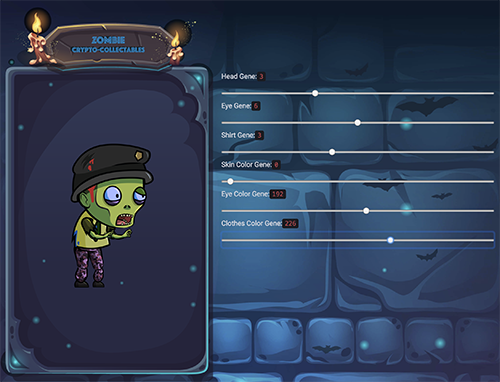 ZOMBIE
CRYPTO-COLLECTABLES
Head Gene: 3
Eye Gene: 6
Shirt Gene: 3
Skin Color Gene: 0
Eye Color Gene: 192
Clothes Color Gene: 226